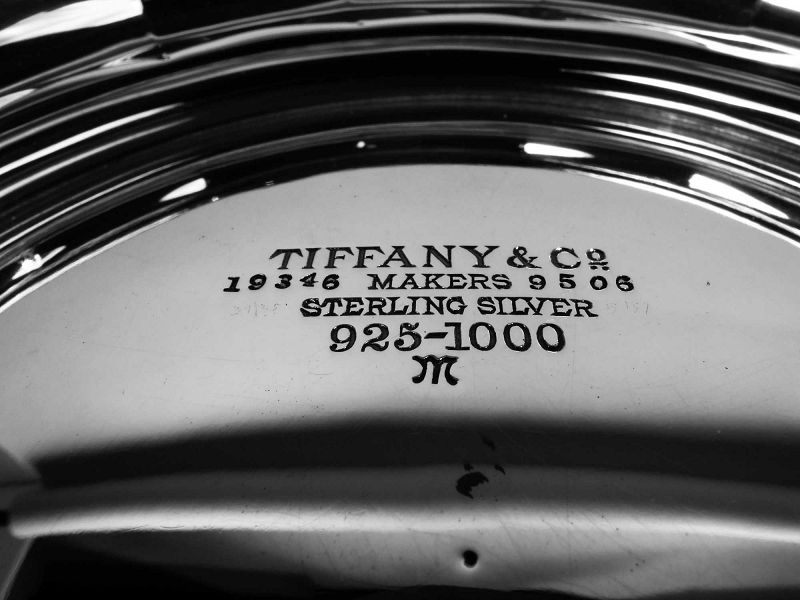 TIFFANY & Co
19346 MAKERS 9506
STERLING SILVER
925-1000
M